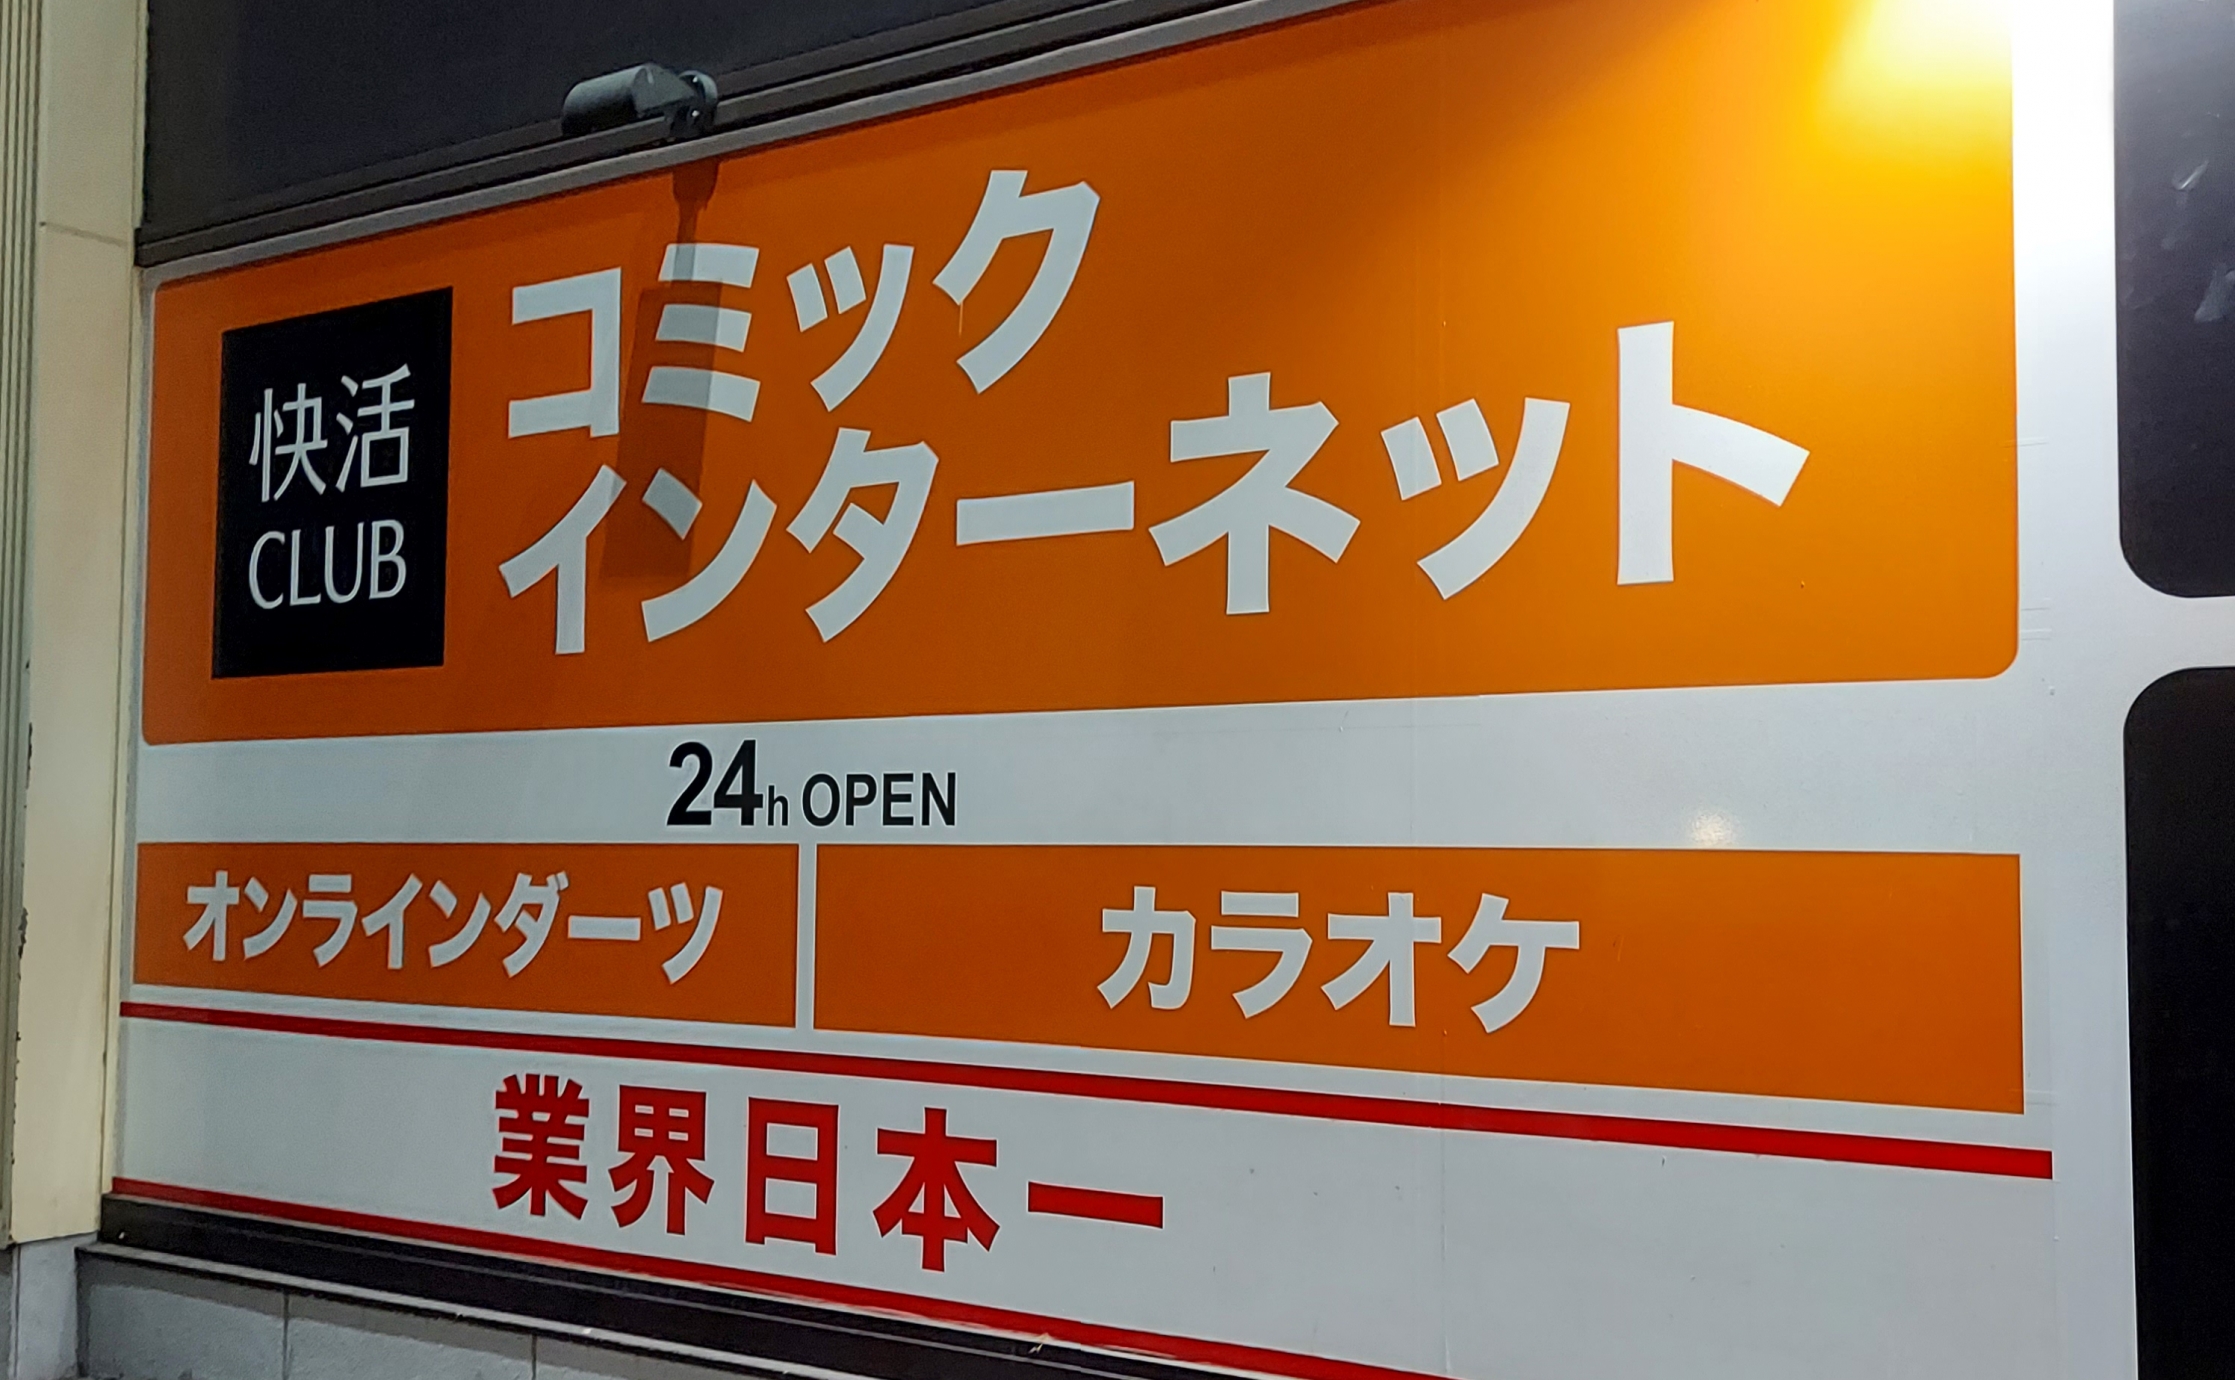 快活
CLUB
コミック
インターネット
24h OPEN
オンラインダーツ
カラオケ
業界日本一